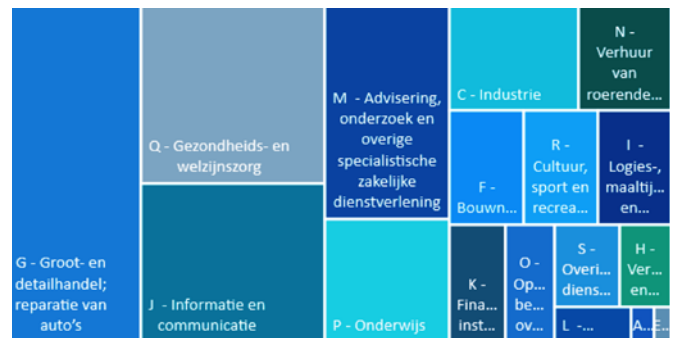 G - Groot- en
detailhandel;
reparatie van
auto's
Q - Gezondheids- en
welzijnszorg
J - Informatie en
communicatie
M - Advisering,
onderzoek en
overige
specialistische
zakelijke
dienstverlening
P - Onderwijs
C - Industrie
N -
Verhuur
van
roerende...
F -
Bouwn...
R -
Cultuur,
sport en
recrea...
I -
Logies-,
maaltij...
en...
K -
Fina...
inst...
O -
Op...
be...
ov...
S -
Overi...
diens...
H -
Ver...
en...
L -...
A...
E...